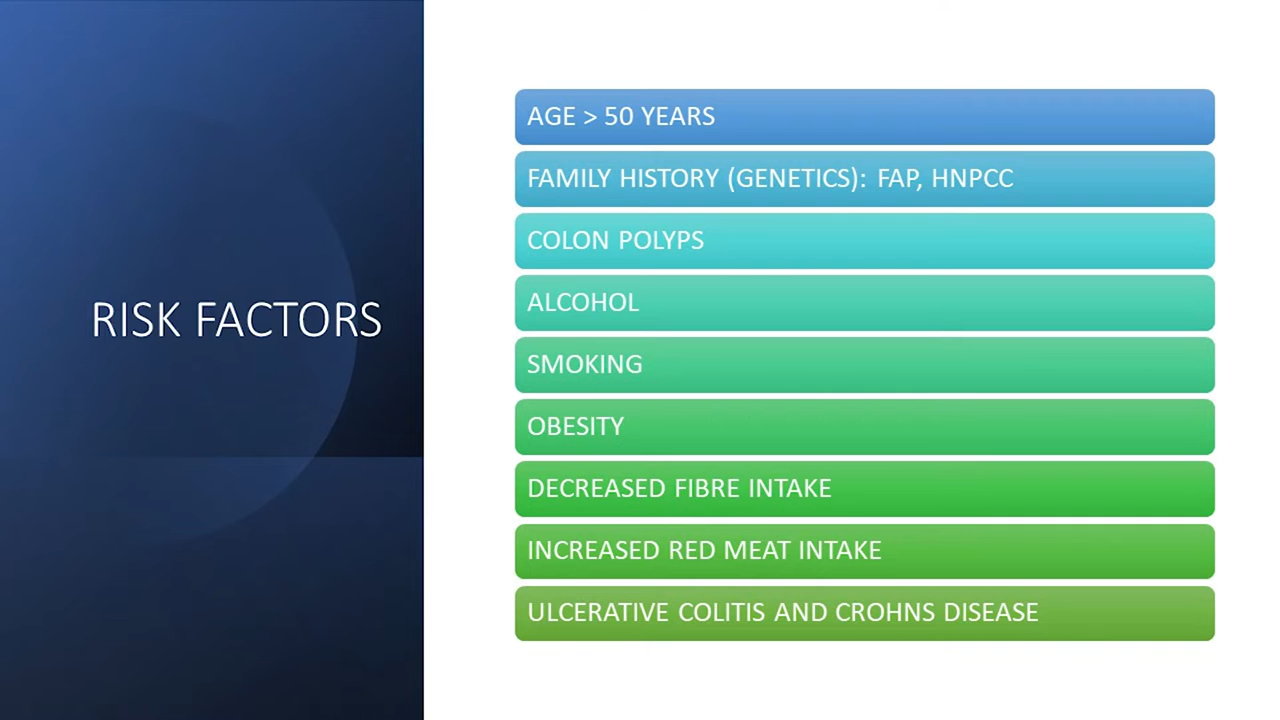 RISK FACTORS
AGE > 50 YEARS
FAMILY HISTORY (GENETICS): FAP, HNPCC
COLON POLYPS
ALCOHOL
SMOKING
OBESITY
DECREASED FIBRE INTAKE
INCREASED RED MEAT INTAKE
ULCERATIVE COLITIS AND CROHNS DISEASE